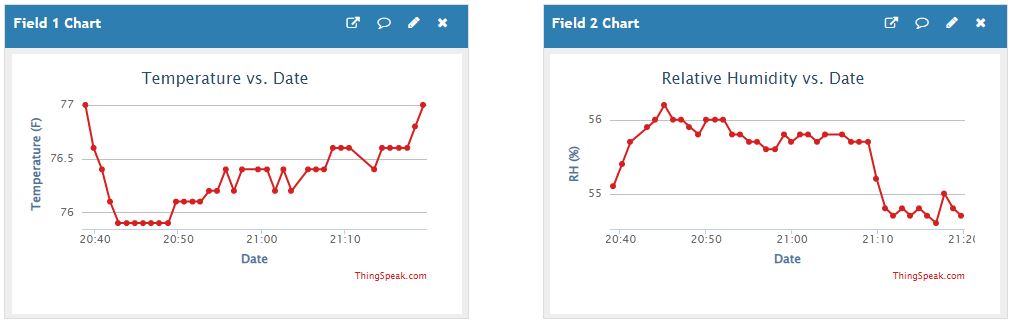 Field 1 Chart
Temperature vs. Date
Temperature (F)
77
76.5
76
20:40 20:50 21:00 21:10
Date
ThingSpeak.com
Field 2 Chart
Relative Humidity vs. Date
RH (%)
56
55
20:40 20:50 21:00 21:10 21:20
Date
ThingSpeak.com